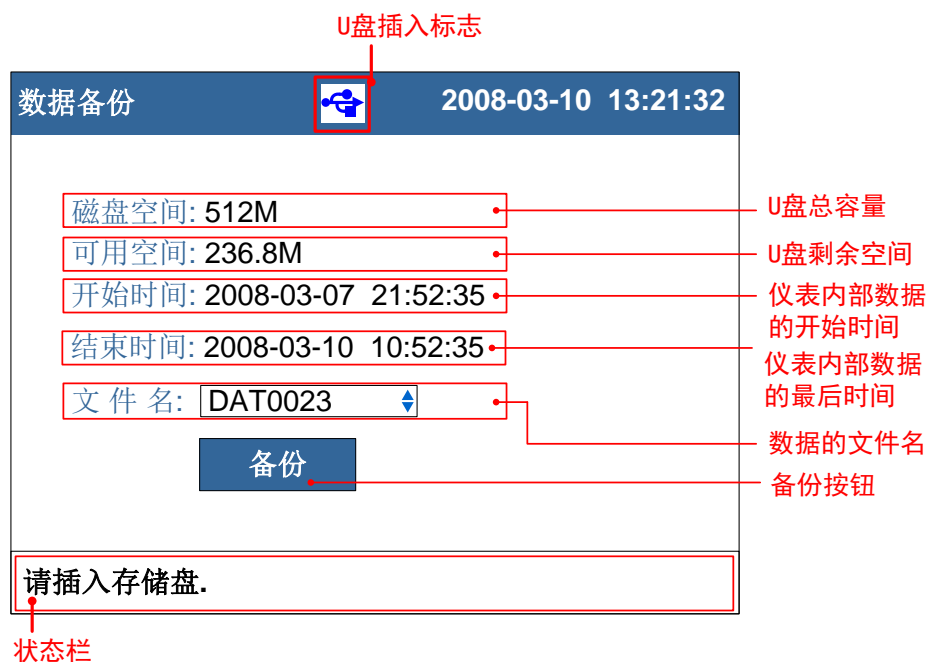 U盘插入标志
数据备份 2008-03-10 13:21:32
磁盘空间: 512M
U盘总容量
可用空间: 236.8M
U盘剩余空间
开始时间: 2008-03-07 21:52:35
仪表内部数据
的开始时间
结束时间: 2008-03-10 10:52:35
仪表内部数据
的最后时间
文 件 名: DAT0023
数据的文件名
备份
备份按钮
请插入存储盘.
状态栏